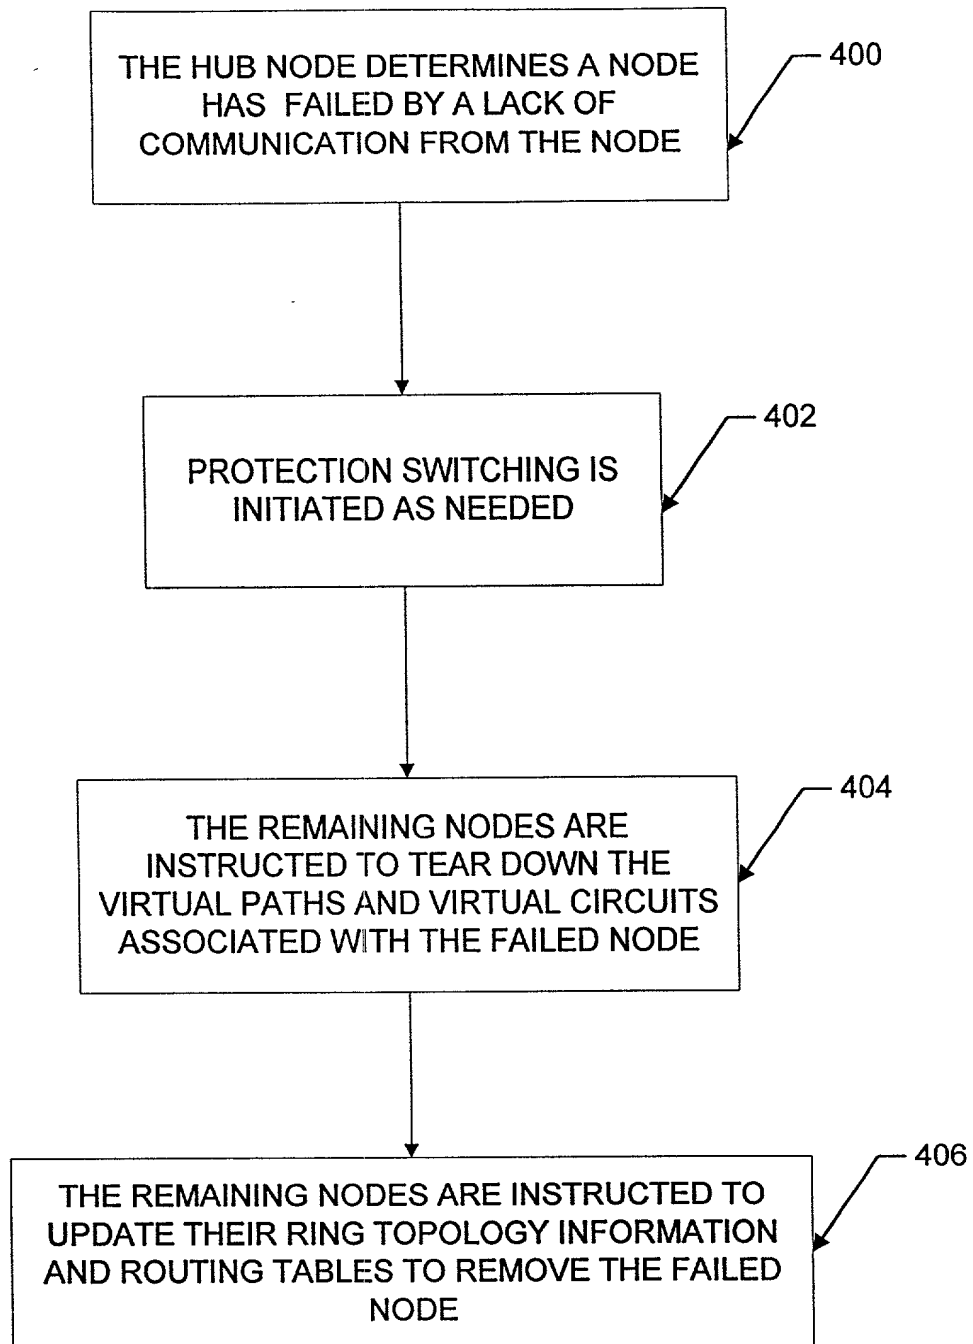 THE HUB NODE DETERMINES A NODE
HAS FAILED BY A LACK OF
COMMUNICATION FROM THE NODE
400
PROTECTION SWITCHING IS
INITIATED AS NEEDED
402
THE REMAINING NODES ARE
INSTRUCTED TO TEAR DOWN THE
VIRTUAL PATHS AND VIRTUAL CIRCUITS
ASSOCIATED WITH THE FAILED NODE
404
THE REMAINING NODES ARE INSTRUCTED TO
UPDATE THEIR RING TOPOLOGY INFORMATION
AND ROUTING TABLES TO REMOVE THE FAILED
NODE
406